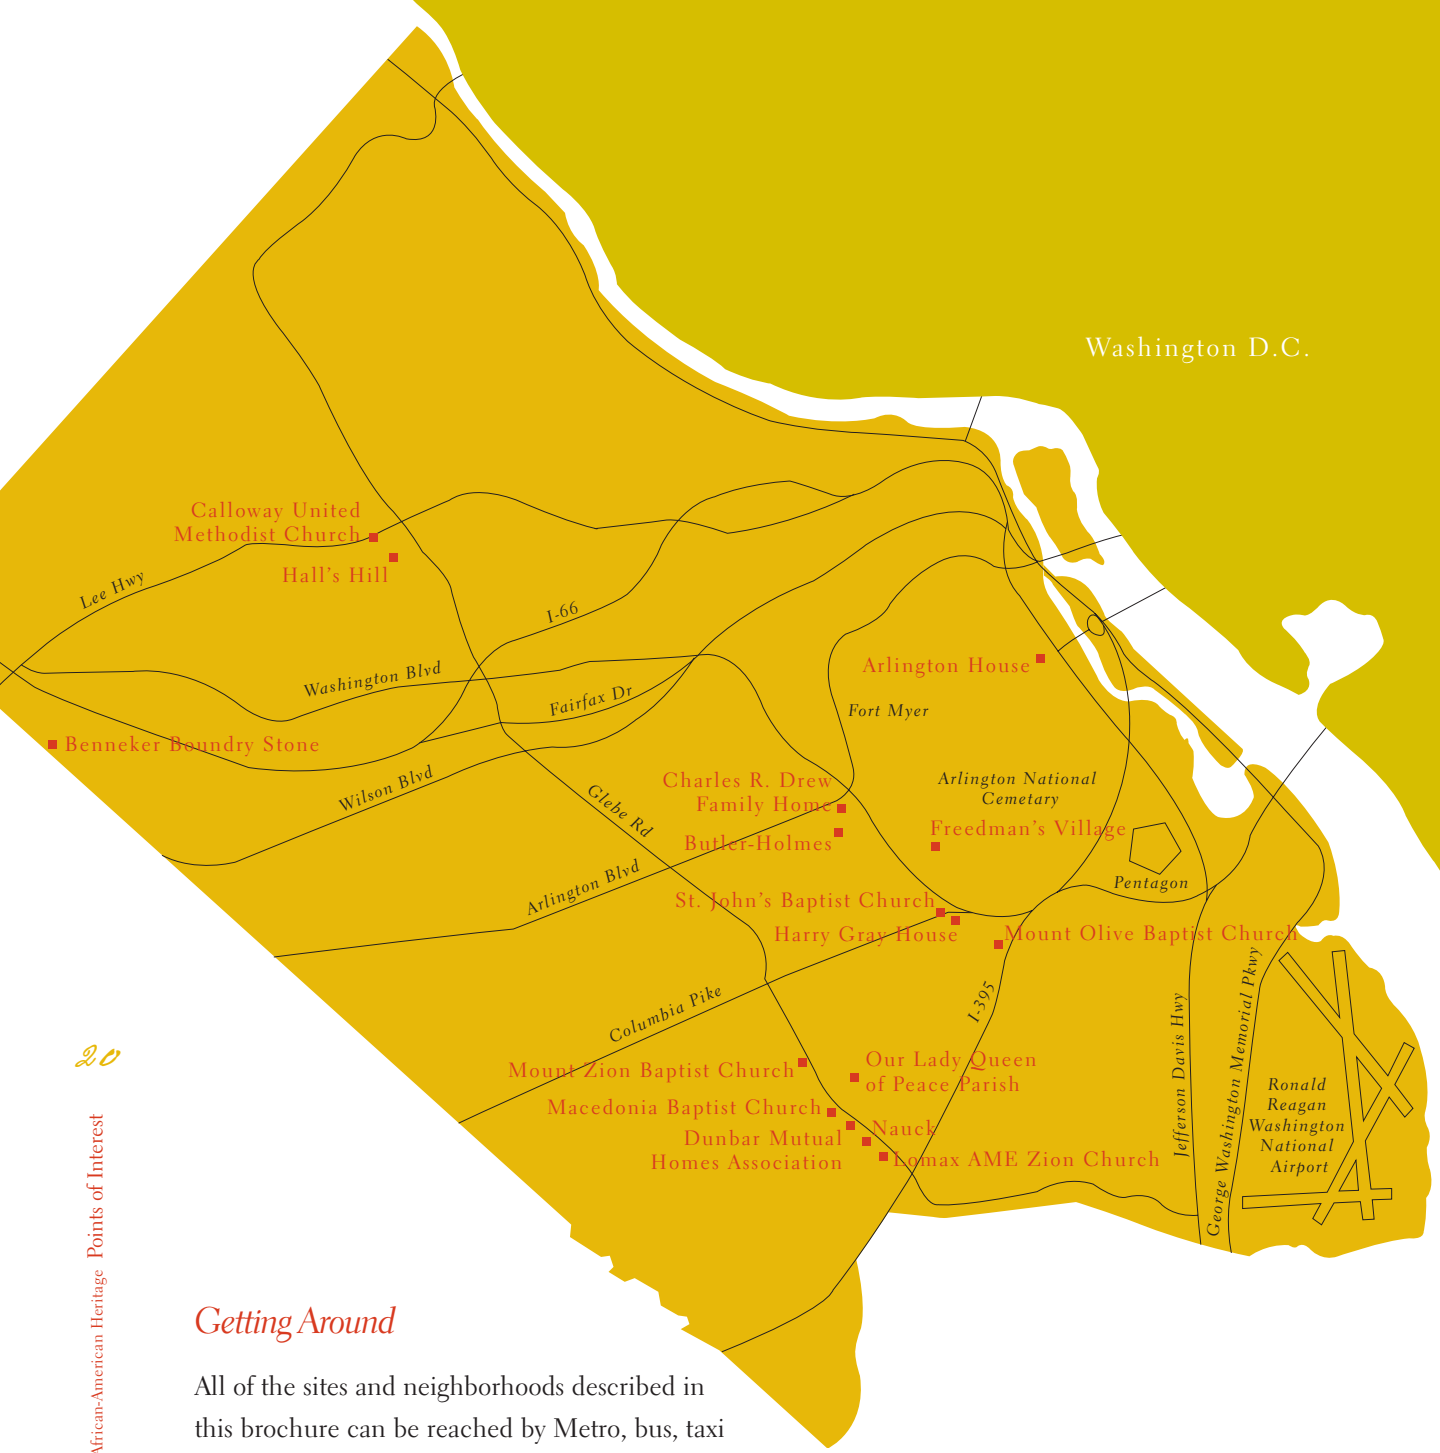 Washington D.C.
Calloway United
Methodist Church
Hall's Hill
Lee Hwy
I-66
Washington Blvd
Fairfax Dr
Arlington House
Fort Myer
Benneker Boundry Stone
Wilson Blvd
Glebe Rd
Charles R. Drew
Family Home
Butler-Holmes
Arlington National
Cemetary
Freedman's Village
Pentagon
Arlington Blvd
St. John's Baptist Church
Harry Gray House
Mount Olive Baptist Church
Columbia Pike
I-395
Jefferson Davis Hwy
George Washington Memorial Pkwy
Ronald
Reagan
Washington
National
Airport
Mount Zion Baptist Church
Our Lady Queen
of Peace Parish
Macedonia Baptist Church
Nauck
Dunbar Mutual
Homes Association
Lomax AME Zion Church
20
African-American Heritage Points of Interest
Getting Around
All of the sites and neighborhoods described in
this brochure can be reached by Metro, bus, taxi